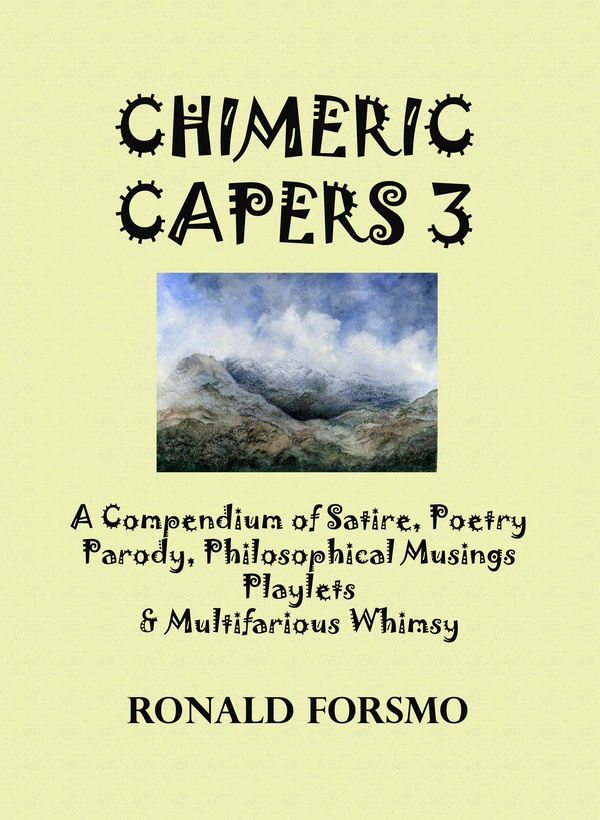 CHIMERIC
CAPERS 3
A Compendium of Satire, Poetry
Parody, Philosophical Musings
Playlets
& Multifarious Whimsy
RONALD FORSMO